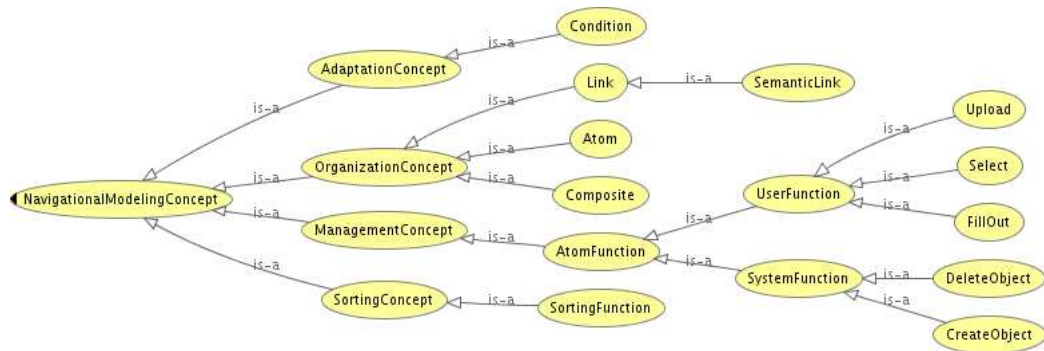 Condition
is-a
AdaptationConcept
is-a
Link
is-a
SemanticLink
is-a
Upload
is-a
Atom
is-a
OrganizationConcept
is-a
Select
is-a
UserFunction
is-a
Composite
is-a
NavigationalModelingConcept
is-a
FillOut
is-a
ManagementConcept
is-a
AtomFunction
is-a
is-a
SystemFunction
is-a
DeleteObject
is-a
is-a
SortingConcept
is-a
SortingFunction
CreateObject